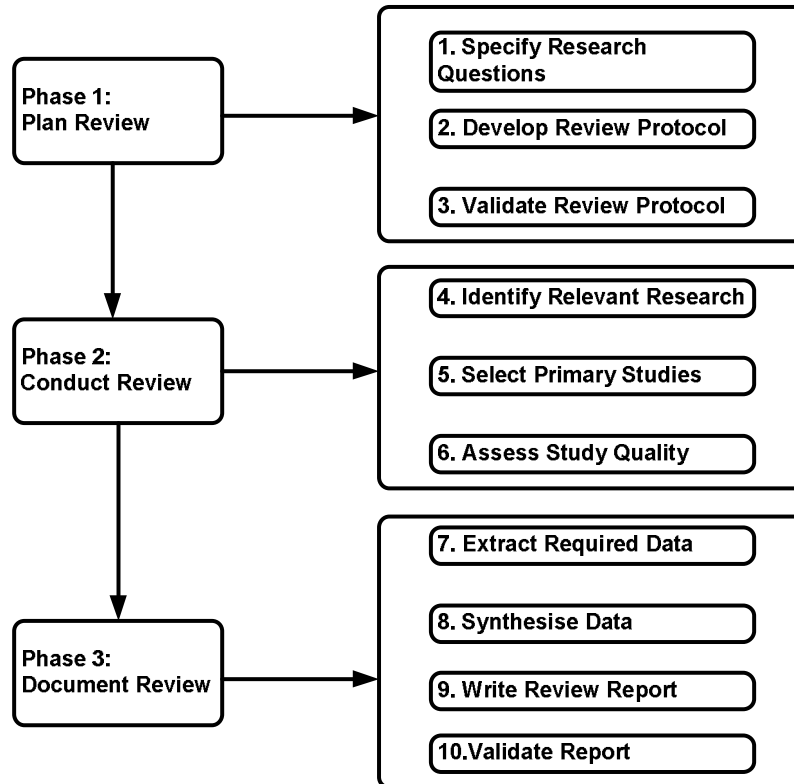 Phase 1:
Plan Review
1. Specify Research
Questions
2. Develop Review Protocol
3. Validate Review Protocol
Phase 2:
Conduct Review
4. Identify Relevant Research
5. Select Primary Studies
6. Assess Study Quality
Phase 3:
Document Review
7. Extract Required Data
8. Synthesise Data
9. Write Review Report
10.Validate Report